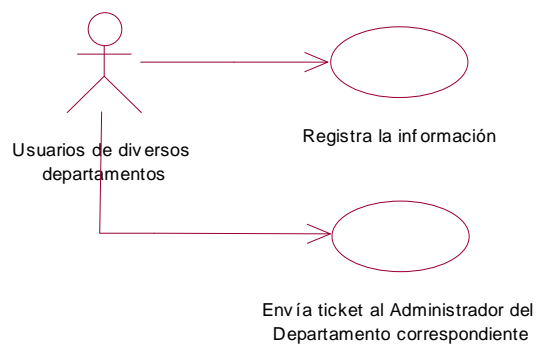 Registra la información
Usuarios de diversos
departamentos
Envía ticket al Administrador del
Departamento correspondiente